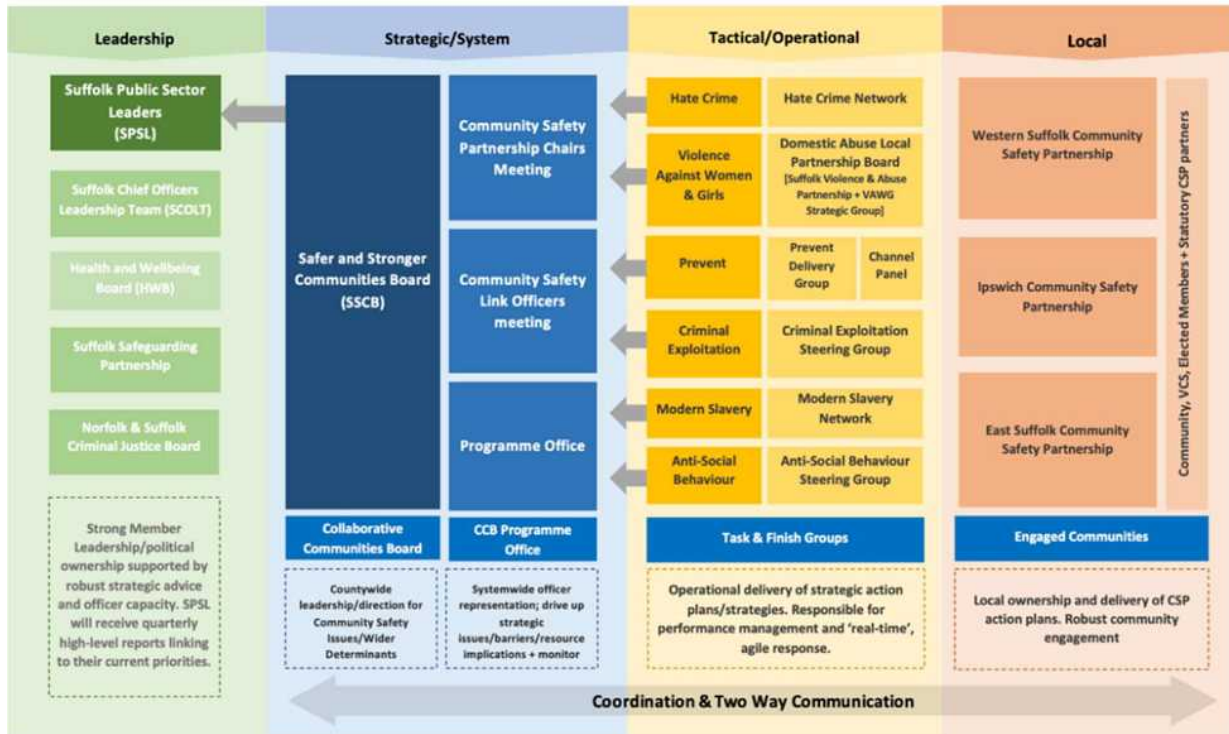 Leadership
Strategic/System
Tactical/Operational
Local
Suffolk Public Sector
Leaders
(SPSL)
Suffolk Chief Officers
Leadership Team (SCOLT)
Health and Wellbeing
Board (HWB)
Suffolk Safeguarding
Partnership
Norfolk & Suffolk
Criminal Justice Board
Strong Member
Leadership/political
ownership supported by
robust strategic advice
and officer capacity. SPSL
will receive quarterly
high-level reports linking
to their current priorities.
Safer and Stronger
Communities Board
(SSCB)
Collaborative
Communities Board
Countywide
leadership/direction for
Community Safety
Issues/Wider
Determinants
Community Safety
Partnership Chairs
Meeting
Community Safety
Link Officers
meeting
Programme Office
CCB Programme
Office
Systemwide officer
representation; drive up
strategic
issues/barriers/resource
implications + monitor
Hate Crime
Hate Crime Network
Violence
Against Women
& Girls
Domestic Abuse Local
Partnership Board
[Suffolk Violence & Abuse
Partnership + VAWG
Strategic Group]
Prevent
Prevent
Delivery
Group
Channel
Panel
Criminal
Exploitation
Criminal Exploitation
Steering Group
Modern Slavery
Modern Slavery
Network
Anti-Social
Behaviour
Anti-Social Behaviour
Steering Group
Task & Finish Groups
Operational delivery of strategic action
plans/strategies. Responsible for
performance management and ‘real-time’,
agile response.
Western Suffolk Community
Safety Partnership
Ipswich Community Safety
Partnership
East Suffolk Community
Safety Partnership
Community, VCS, Elected Members + Statutory CSP partners
Engaged Communities
Local ownership and delivery of CSP
action plans. Robust community
engagement
Coordination & Two Way Communication